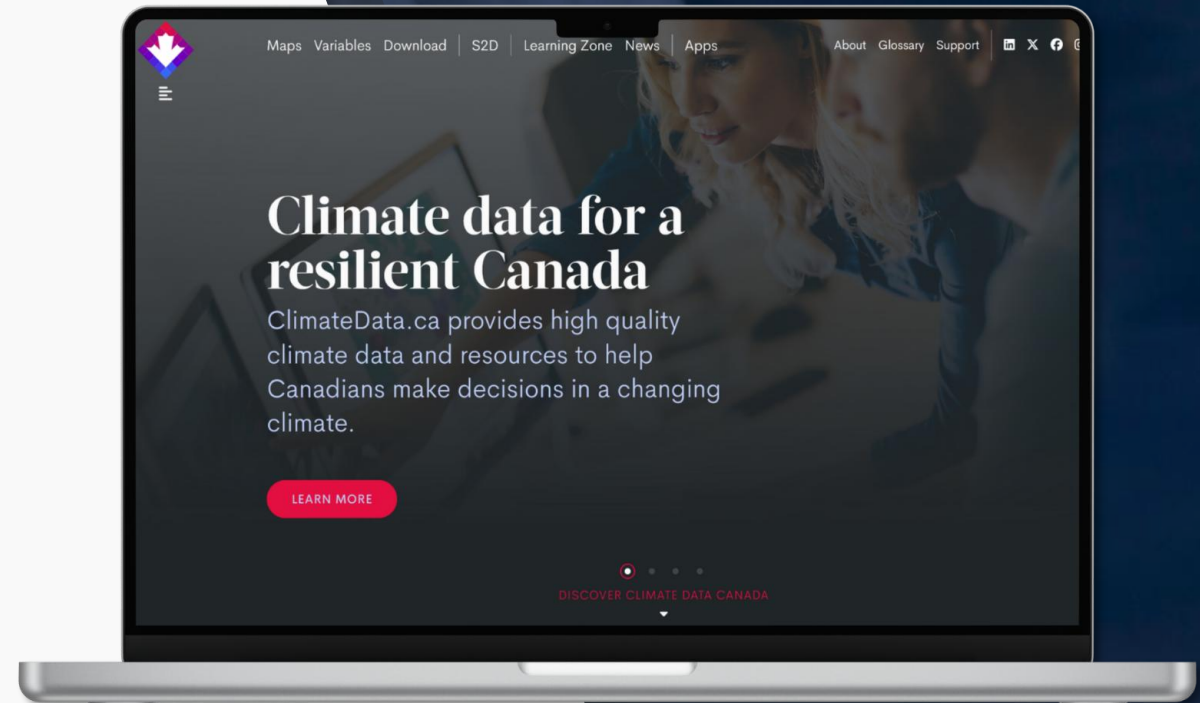 Maps Variables Download S2D Learning Zone News Apps About Glossary Support
Climate data for a
resilient Canada
ClimateData.ca provides high quality
climate data and resources to help
Canadians make decisions in a changing
climate.
LEARN MORE
DISCOVER CLIMATE DATA CANADA